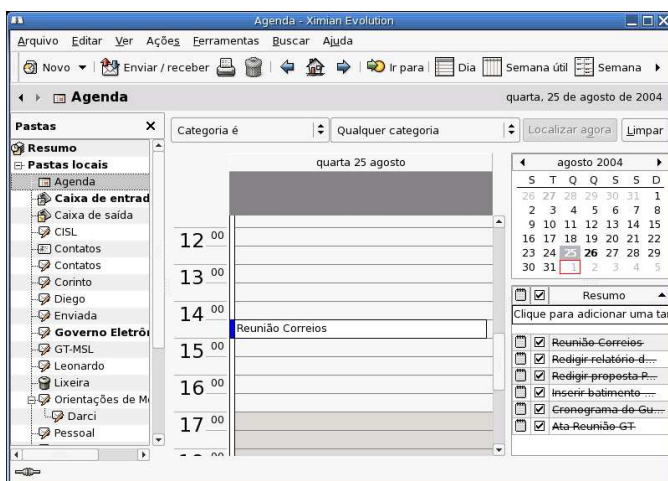 Agenda - Ximian Evolution
Arquivo Editar Ver Ações Ferramentas Buscar Ajuda
Novo Enviar / receber Ir para Dia Semana útil Semana
Agenda
quarta, 25 de agosto de 2004
Pastas
Categoria é
Qualquer categoria
Localizar agora
Limpar
Resumo
Pastas locais
Agenda
Caixa de entrad
Caixa de saída
CISL
Contatos
Contatos
Corinto
Diego
Enviada
Governo Eletrôi
GT-MSL
Leonardo
Lixeira
Orientações de M
Darci
Pessoal
quarta 25 agosto
12 00
13 00
14 00
Reunião Correios
15 00
16 00
17 00
agosto 2004
S T Q Q S S D
26 27 28 29 30 31 1
2 3 4 5 6 7 8
9 10 11 12 13 14 15
16 17 18 19 20 21 22
23 24 25 26 27 28 29
30 31 1 2 3 4 5
Resumo
Clique para adicionar uma ta
Reunião Correios
Redigir relatório d...
Redigir proposta P...
Inserir batimento ...
Cronograma do Gu...
Ata Reunião GT